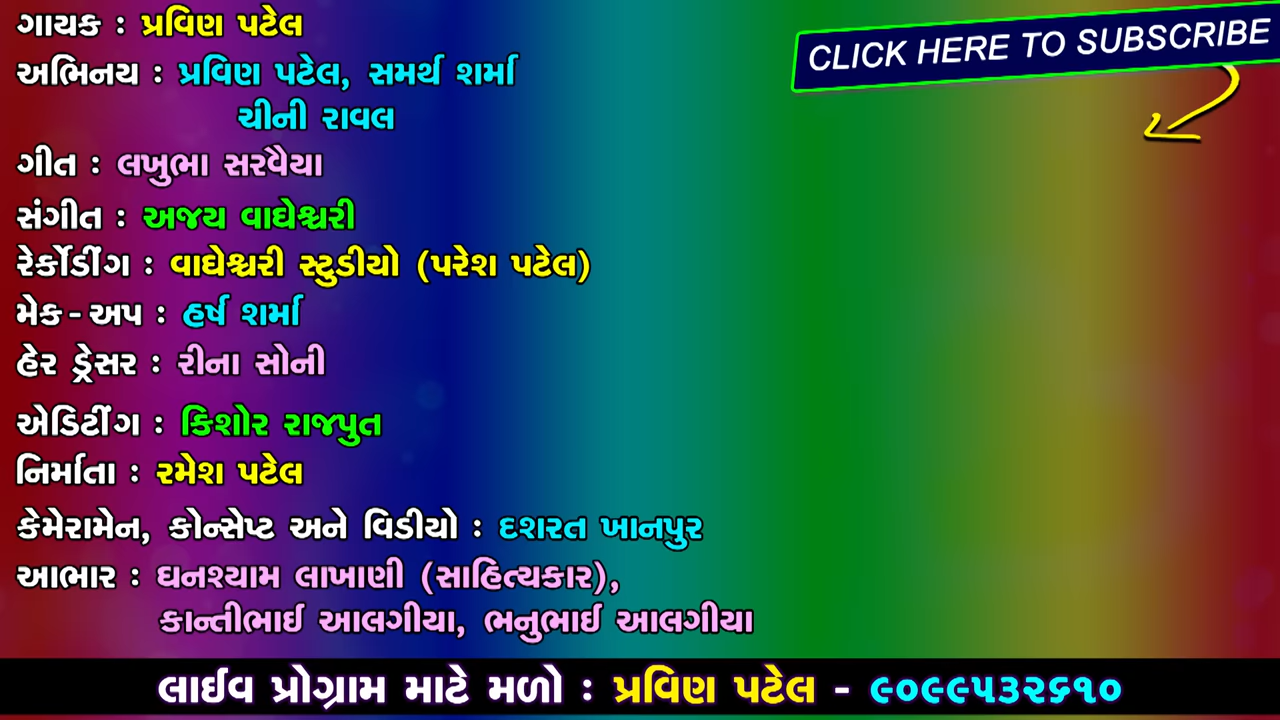 ગાયક : પ્રવિણ પટેલ
CLICK HERE TO SUBSCRIBE
અભિનય : પ્રવિણ પટેલ, સમર્થ શર્મા
ચીની રાવલ
ગીત : લખુભા સરવૈયા
સંગીત : અજય વાઘેશ્વરી
રેર્કોડીંગ : વાઘેશ્વરી સ્ટુડીયો (પરેશ પટેલ)
મેક-અપ : હર્ષ શર્મા
હેર ડ્રેસર : રીના સોની
એડિટીંગ : કિશોર રાજપુત
નિર્માતા : રમેશ પટેલ
કેમેરામેન, કોન્સેપ્ટ અને વિડીયો : દશરત ખાનપુર
આભાર : ઘનશ્યામ લાખાણી (સાહિત્યકાર),
કાન્તીભાઈ આલગીયા, ભનુભાઈ આલગીયા
લાઈવ પ્રોગ્રામ માટે મળો : પ્રવિણ પટેલ - ૯૦૯૯૫૩૨૬૧૦